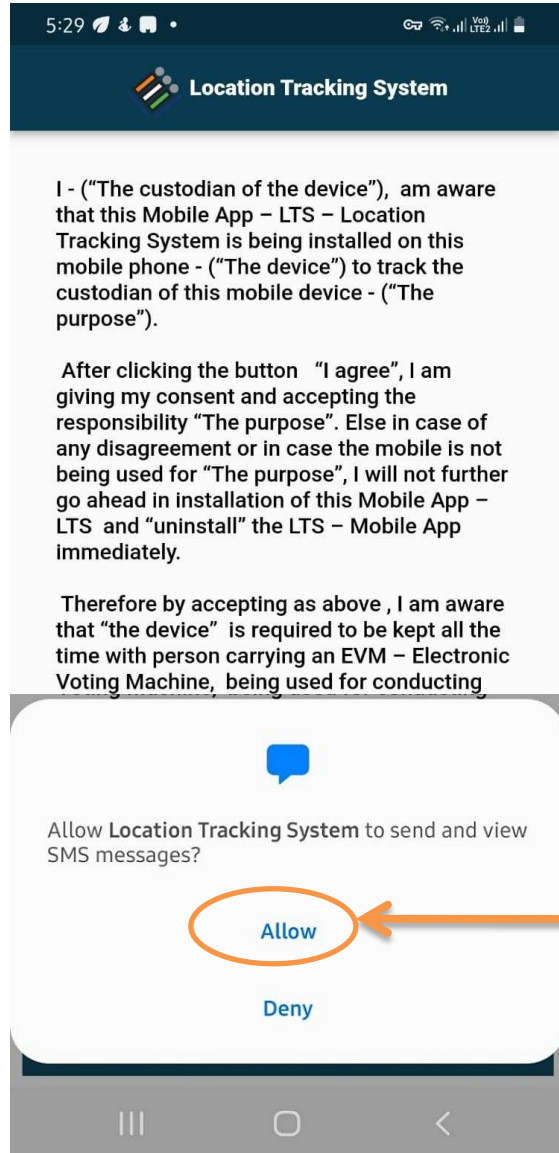 5:29
Vo))
LTE2
Location Tracking System
I - (“The custodian of the device”), am aware
that this Mobile App – LTS – Location
Tracking System is being installed on this
mobile phone - (“The device”) to track the
custodian of this mobile device - (“The
purpose”).
After clicking the button “I agree”, I am
giving my consent and accepting the
responsibility “The purpose”. Else in case of
any disagreement or in case the mobile is not
being used for “The purpose”, I will not further
go ahead in installation of this Mobile App –
LTS and “uninstall” the LTS – Mobile App
immediately.
Therefore by accepting as above , I am aware
that “the device” is required to be kept all the
time with person carrying an EVM – Electronic
Voting Machine, being used for conducting
Allow Location Tracking System to send and view
SMS messages?
Allow
Deny